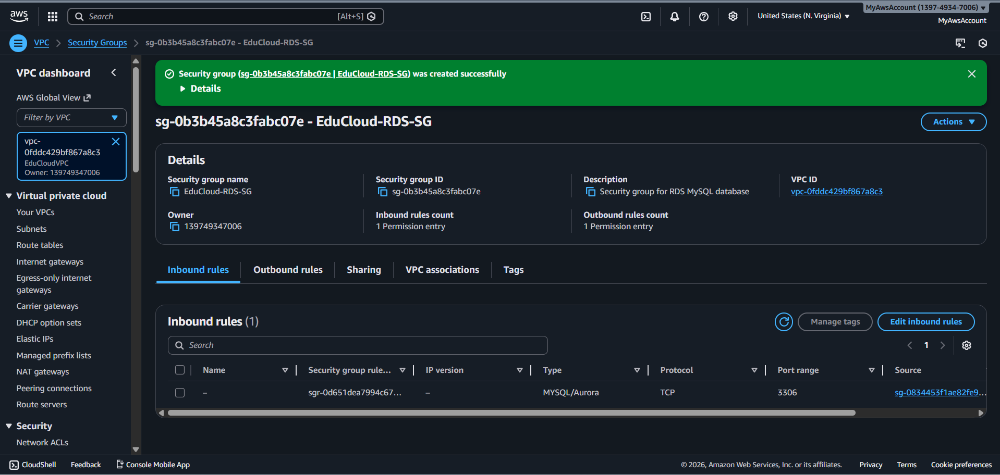 aws
Search
[Alt+S]
United States (N. Virginia)
MyAwsAccount (1397-4934-7006)
MyAwsAccount
VPC
Security Groups
sg-0b3b45a8c3fabc07e - EduCloud-RDS-SG
VPC dashboard
AWS Global View
Filter by VPC
vpc-
0fddc429bf867a8c3
EduCloudVPC
Owner: 139749347006
Virtual private cloud
Your VPCs
Subnets
Route tables
Internet gateways
Egress-only internet
gateways
Carrier gateways
DHCP option sets
Elastic IPs
Managed prefix lists
NAT gateways
Peering connections
Route servers
Security
Network ACLs
Security group (sg-0b3b45a8c3fabc07e | EduCloud-RDS-SG) was created successfully
Details
sg-0b3b45a8c3fabc07e - EduCloud-RDS-SG
Actions
Details
Security group name
EduCloud-RDS-SG
Security group ID
sg-0b3b45a8c3fabc07e
Description
Security group for RDS MySQL database
VPC ID
vpc-0fddc429bf867a8c3
Owner
139749347006
Inbound rules count
1 Permission entry
Outbound rules count
1 Permission entry
Inbound rules
Outbound rules
Sharing
VPC associations
Tags
Inbound rules (1)
Manage tags
Edit inbound rules
Search
1
Name
Security group rule...
IP version
Type
Protocol
Port range
Source
–
sgr-0d651dea7994c67...
–
MYSQL/Aurora
TCP
3306
sg-0834453f1ae82fe9...
CloudShell
Feedback
Console Mobile App
© 2026, Amazon Web Services, Inc. or its affiliates.
Privacy
Terms
Cookie preferences